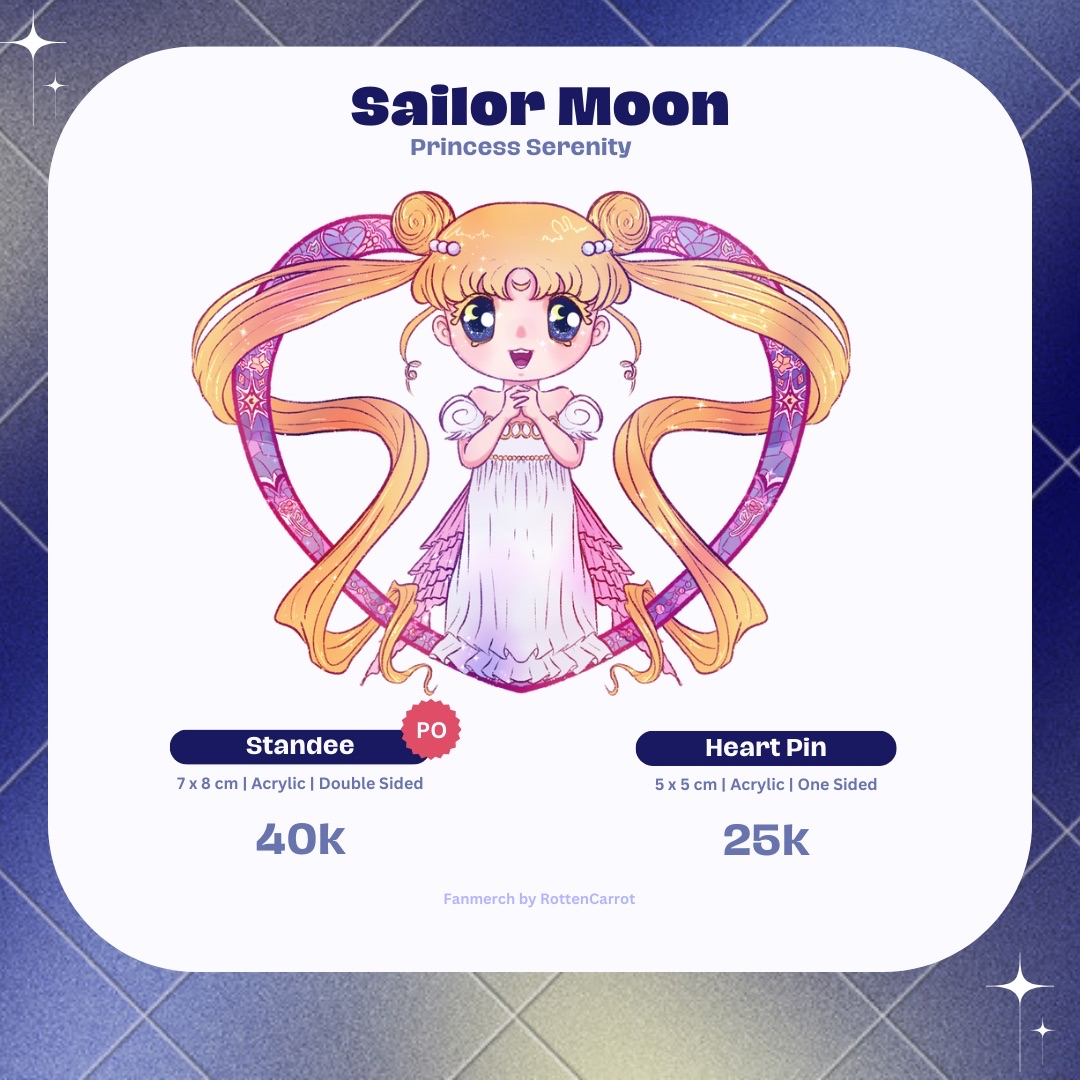 Sailor Moon
Princess Serenity
PO
Standee
7 x 8 cm | Acrylic | Double Sided
40k
Heart Pin
5 x 5 cm | Acrylic | One Sided
25k
Fanmerch by RottenCarrot